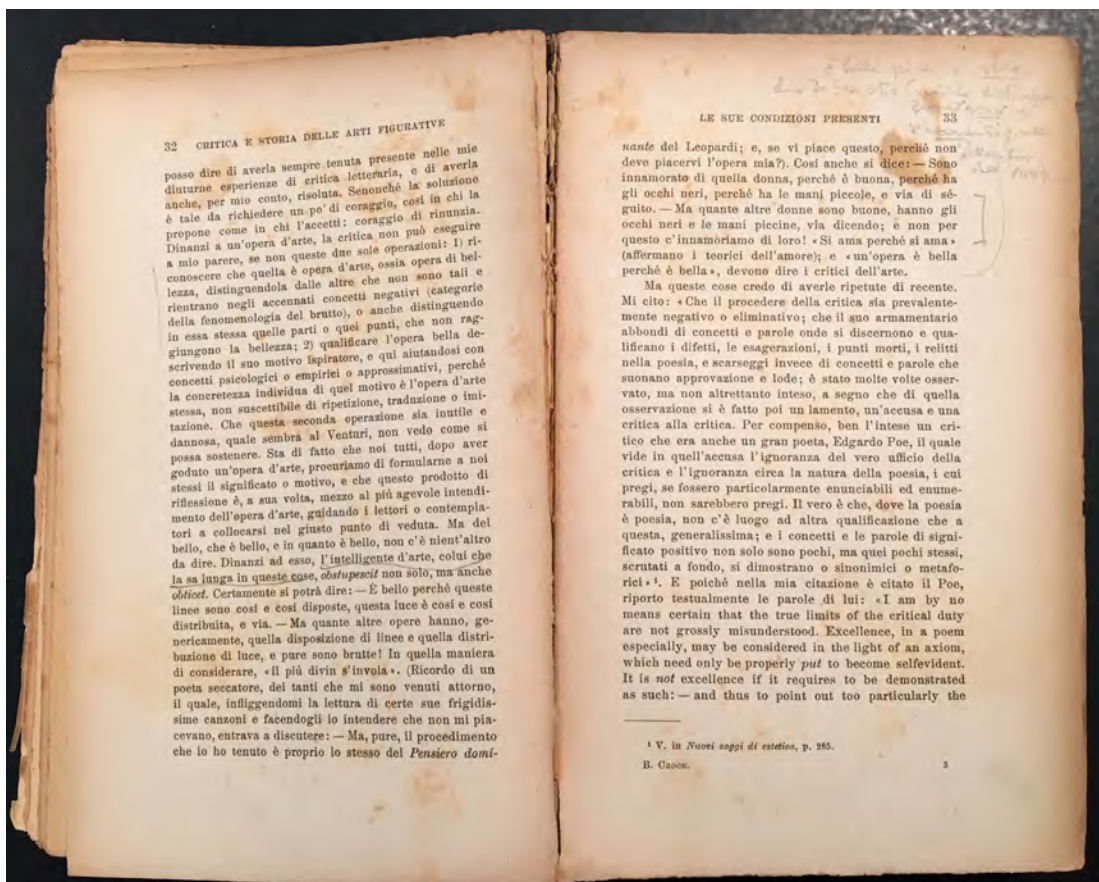 32 CRITICA E STORIA DELLE ARTI FIGURATIVE
posso dire di averla sempre tenuta presente nelle mie
diuturne esperienze di critica letteraria, e di averla
anche, per mio conto, risoluta. Senonché la soluzione
è tale da richiedere un po' di coraggio, cosí in chi la
propone come in chi l'accetti: coraggio di rinunzia.
Dinanzi a un'opera d'arte, la critica non può eseguire
a mio parere, se non queste due sole operazioni: 1) ri-
conoscere che quella è opera d'arte, ossia opera di bel-
lezza, distinguendola dalle altre che non sono tali e
rientrano negli accennati concetti negativi (categorie
della fenomenologia del brutto), o anche distinguendo
in essa stessa quelle parti o quei punti, che non rag-
giungono la bellezza; 2) qualificare l'opera bella de-
scrivendo il suo motivo ispiratore, e qui aiutandosi con
concetti psicologici o empirici o approssimativi, perché
la concretezza individua di quel motivo è l'opera d'arte
stessa, non suscettibile di ripetizione, traduzione o imi-
tazione. Che questa seconda operazione sia inutile e
dannosa, quale sembra al Venturi, non vedo come si
possa sostenere. Sta di fatto che noi tutti, dopo aver
goduto un'opera d'arte, procuriamo di formularne a noi
stessi il significato o motivo, e che questo prodotto di
riflessione è, a sua volta, mezzo al più agevole intendi-
mento dell'opera d'arte, guidando i lettori o contempla-
tori a collocarsi nel giusto punto di veduta. Ma del
bello, che è bello, e in quanto è bello, non c'è nient'altro
da dire. Dinanzi ad esso, l'intelligente d'arte, colui che
la sa lunga in queste cose, obstupescit non solo, ma anche
obticet. Certamente si potrà dire: — È bello perché queste
linee sono cosí e cosí disposte, questa luce è cosí e cosí
distribuita, e via. — Ma quante altre opere hanno, ge-
nericamente, quella disposizione di linee e quella distri-
buzione di luce, e pure sono brutte! In quella maniera
di considerare, «il più divin s'invola». (Ricordo di un
poeta seccatore, dei tanti che mi sono venuti attorno,
il quale, infliggendomi la lettura di certe sue frigidis-
sime canzoni e facendogli io intendere che non mi pia-
cevano, entrava a discutere: — Ma, pure, il procedimento
che io ho tenuto è proprio lo stesso del Pensiero domi-
LE SUE CONDIZIONI PRESENTI 33
nante del Leopardi; e, se vi piace questo, perché non
deve piacervi l'opera mia?). Cosí anche si dice: — Sono
innamorato di quella donna, perché è buona, perché ha
gli occhi neri, perché ha le mani piccole, e via di sé-
guito. — Ma quante altre donne sono buone, hanno gli
occhi neri e le mani piccine, via dicendo; e non per
questo c'innamòriamo di loro! «Si ama perché si ama»
(affermano i teorici dell'amore); e «un'opera è bella
perché è bella», devono dire i critici dell'arte.
Ma queste cose credo di averle ripetute di recente.
Mi cito: «Che il procedere della critica sia prevalente-
mente negativo o eliminativo; che il suo armamentario
abbondi di concetti e parole onde si discernono e qua-
lificano i difetti, le esagerazioni, i punti morti, i relitti
nella poesia, e scarseggi invece di concetti e parole che
suonano approvazione e lode; è stato molte volte osser-
vato, ma non altrettanto inteso, a segno che di quella
osservazione si è fatto poi un lamento, un'accusa e una
critica alla critica. Per compenso, ben l'intese un cri-
tico che era anche un gran poeta, Edgardo Poe, il quale
vide in quell'accusa l'ignoranza del vero ufficio della
critica e l'ignoranza circa la natura della poesia, i cui
pregi, se fossero particolarmente enunciabili ed enume-
rabili, non sarebbero pregi. Il vero è che, dove la poesia
è poesia, non c'è luogo ad altra qualificazione che a
questa, generalissima; e i concetti e le parole di signi-
ficato positivo non solo sono pochi, ma quei pochi stessi,
scrutati a fondo, si dimostrano o sinonimici o metafo-
rici»¹. E poiché nella mia citazione è citato il Poe,
riporto testualmente le parole di lui: «I am by no
means certain that the true limits of the critical duty
are not grossly misunderstood. Excellence, in a poem
especially, may be considered in the light of an axiom,
which need only be properly put to become selfevident.
It is not excellence if it requires to be demonstrated
as such: — and thus to point out too particularly the
¹ V. in Nuovi saggi di estetica, p. 285.
B. CROCE. 3